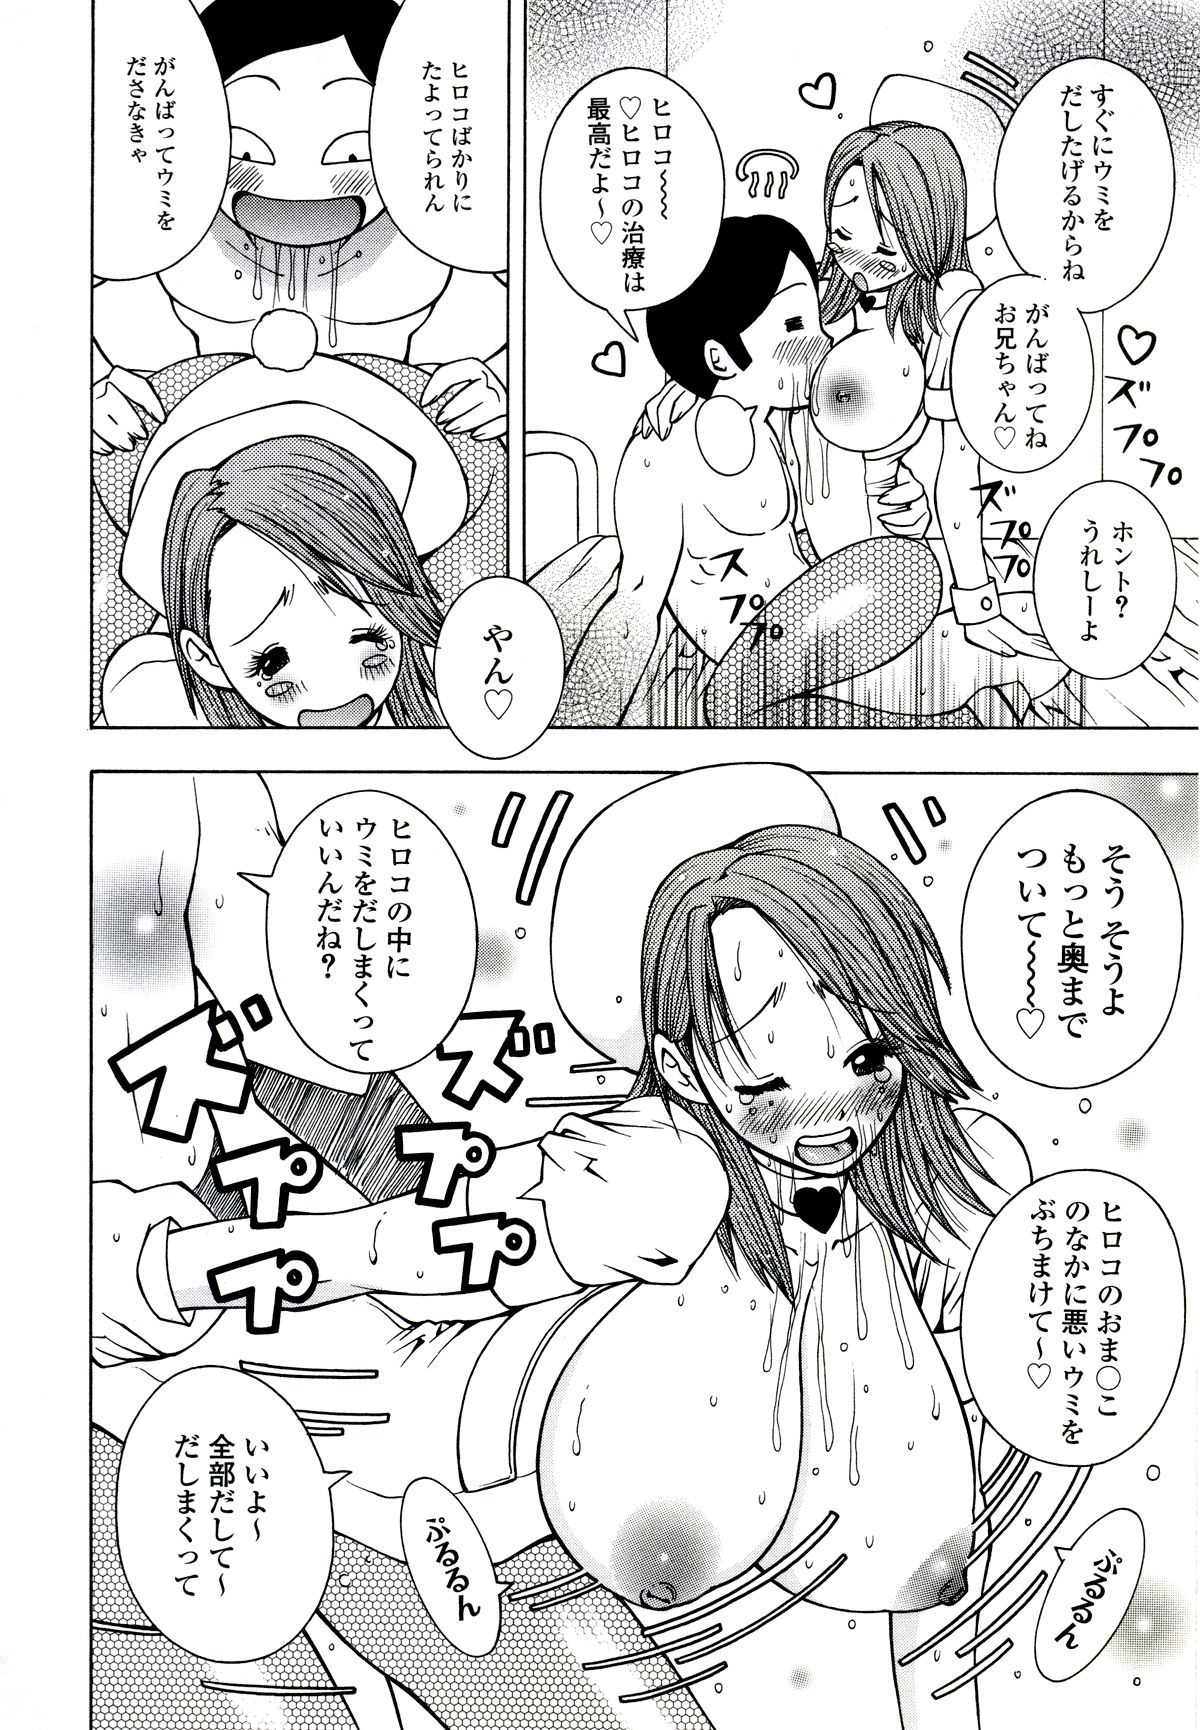 すぐにウミを
だしたげるからね
がんばってね
お兄ちゃん♡
ホント?
うれしーよ
ヒロコ〜〜〜
♡ヒロコの治療は
最高だよ〜♡
ズプププ
ズププ
ズププ
ヒロコばかりに
たよってられん
がんばってウミを
ださなきゃ
やん♡
そう そうよ
もっと奥まで
ついて〜〜〜♡
ヒロコのおま○こ
のなかに悪いウミを
ぶちまけて〜♡
ヒロコの中に
ウミをだしまくって
いいんだね?
ズププ
ズププ
いいよ〜
全部だして〜
だしまくって
ぷるるん
ぷるるん